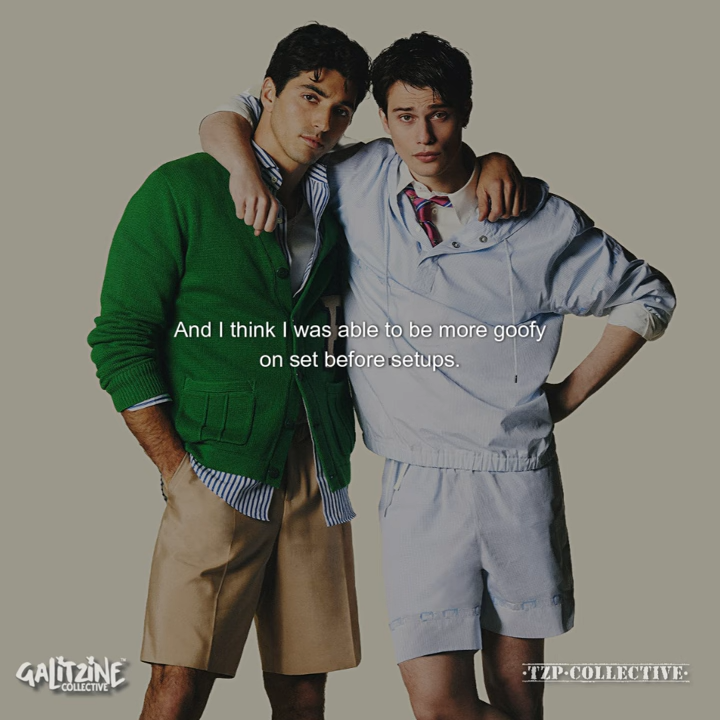 And I think I was able to be more goofy
on set before setups.
GALITZINE
COLLECTIVE
·TZP·COLLECTIVE·